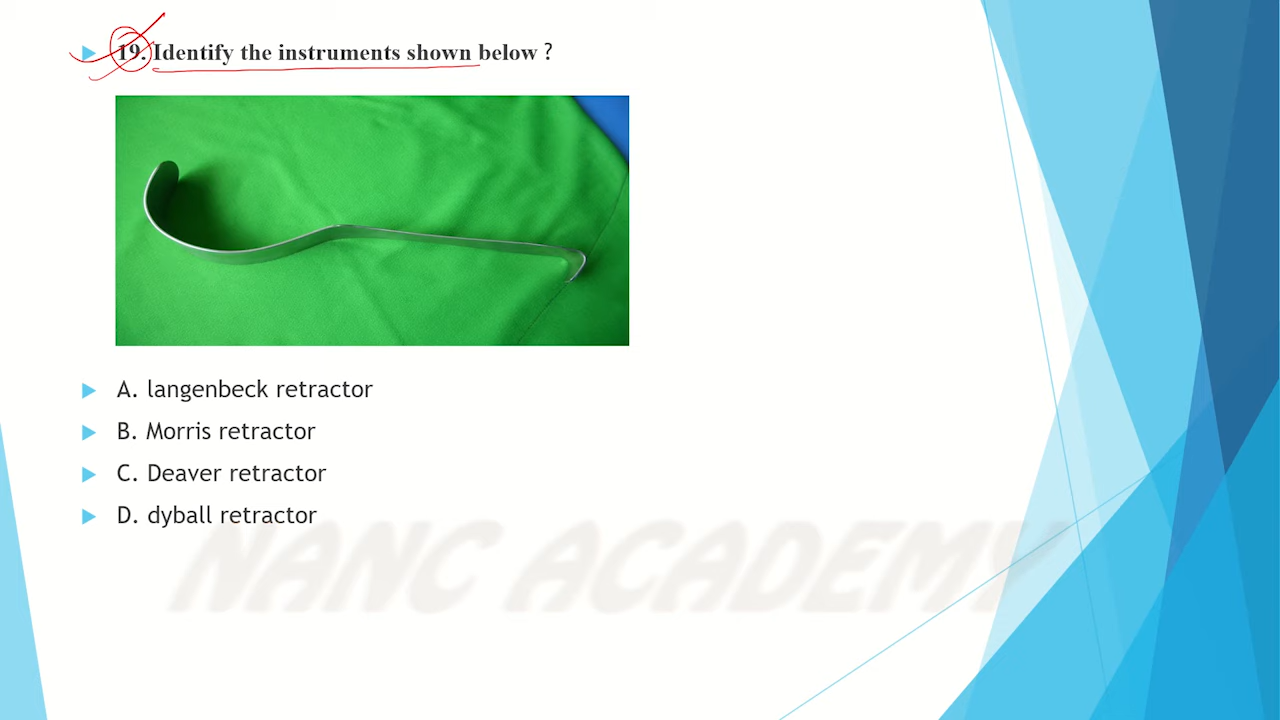 19. Identify the instruments shown below ?
A. langenbeck retractor
B. Morris retractor
C. Deaver retractor
D. dyball retractor
NANC ACADEMY